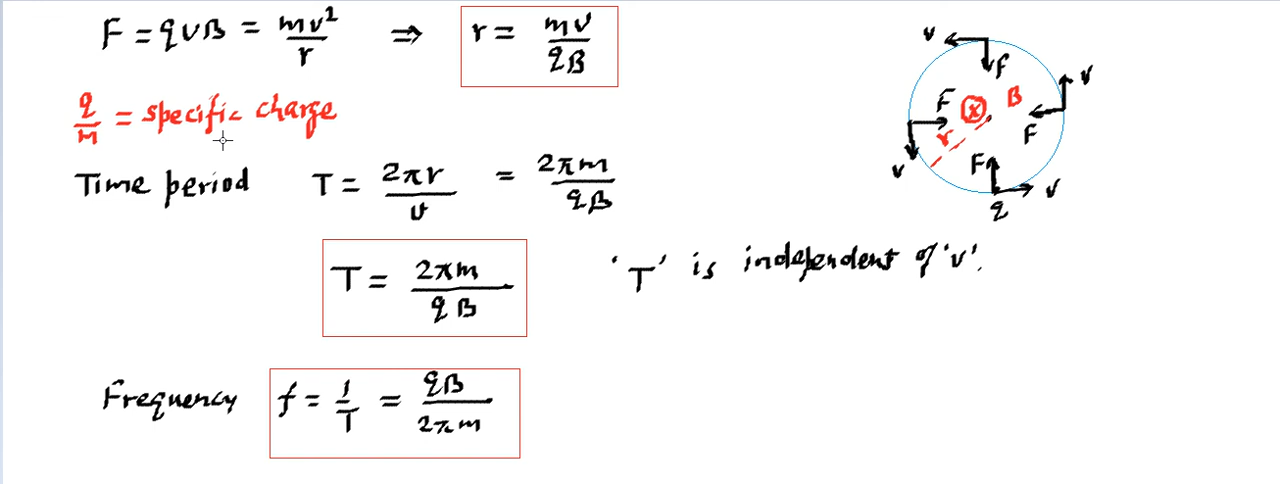 F = qvB = mv²/r ⇒ r = mv/qB
q/m = specific charge
Time period T = 2πr/v = 2πm/qB
T = 2πm/qB 'T' is independent of 'v'.
Frequency f = 1/T = qB/2πm
v F v
F B F
r
v F v
q